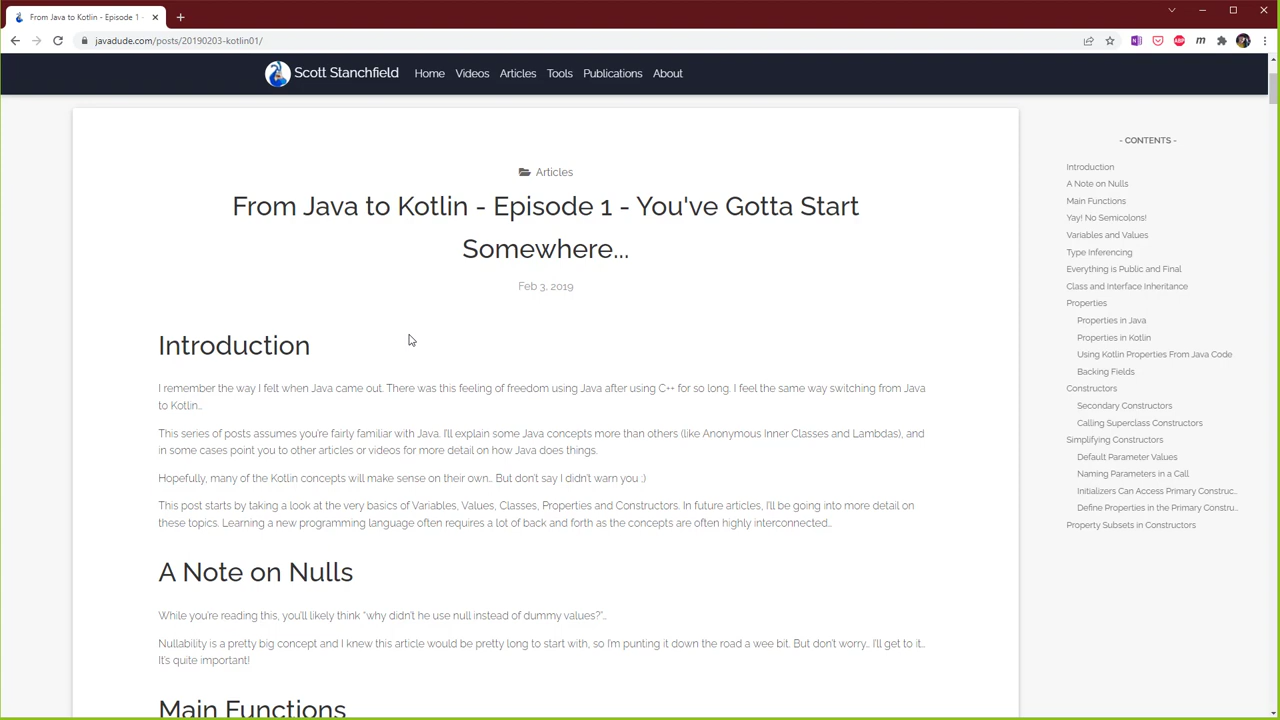 From Java to Kotlin - Episode 1 -
javadude.com/posts/20190203-kotlin01/
ABP
m
Scott Stanchfield
Home
Videos
Articles
Tools
Publications
About
Articles
From Java to Kotlin - Episode 1 - You've Gotta Start
Somewhere...
Feb 3, 2019
Introduction
I remember the way I felt when Java came out. There was this feeling of freedom using Java after using C++ for so long. I feel the same way switching from Java
to Kotlin…
This series of posts assumes you're fairly familiar with Java. I'll explain some Java concepts more than others (like Anonymous Inner Classes and Lambdas), and
in some cases point you to other articles or videos for more detail on how Java does things.
Hopefully, many of the Kotlin concepts will make sense on their own… But don't say I didn't warn you :)
This post starts by taking a look at the very basics of Variables, Values, Classes, Properties and Constructors. In future articles, I'll be going into more detail on
these topics. Learning a new programming language often requires a lot of back and forth as the concepts are often highly interconnected…
A Note on Nulls
While you're reading this, you'll likely think “why didn't he use null instead of dummy values?”…
Nullability is a pretty big concept and I knew this article would be pretty long to start with, so I'm punting it down the road a wee bit. But don't worry… I'll get to it…
It's quite important!
Main Functions
- CONTENTS -
Introduction
A Note on Nulls
Main Functions
Yay! No Semicolons!
Variables and Values
Type Inferencing
Everything is Public and Final
Class and Interface Inheritance
Properties
Properties in Java
Properties in Kotlin
Using Kotlin Properties From Java Code
Backing Fields
Constructors
Secondary Constructors
Calling Superclass Constructors
Simplifying Constructors
Default Parameter Values
Naming Parameters in a Call
Initializers Can Access Primary Construc...
Define Properties in the Primary Constru...
Property Subsets in Constructors